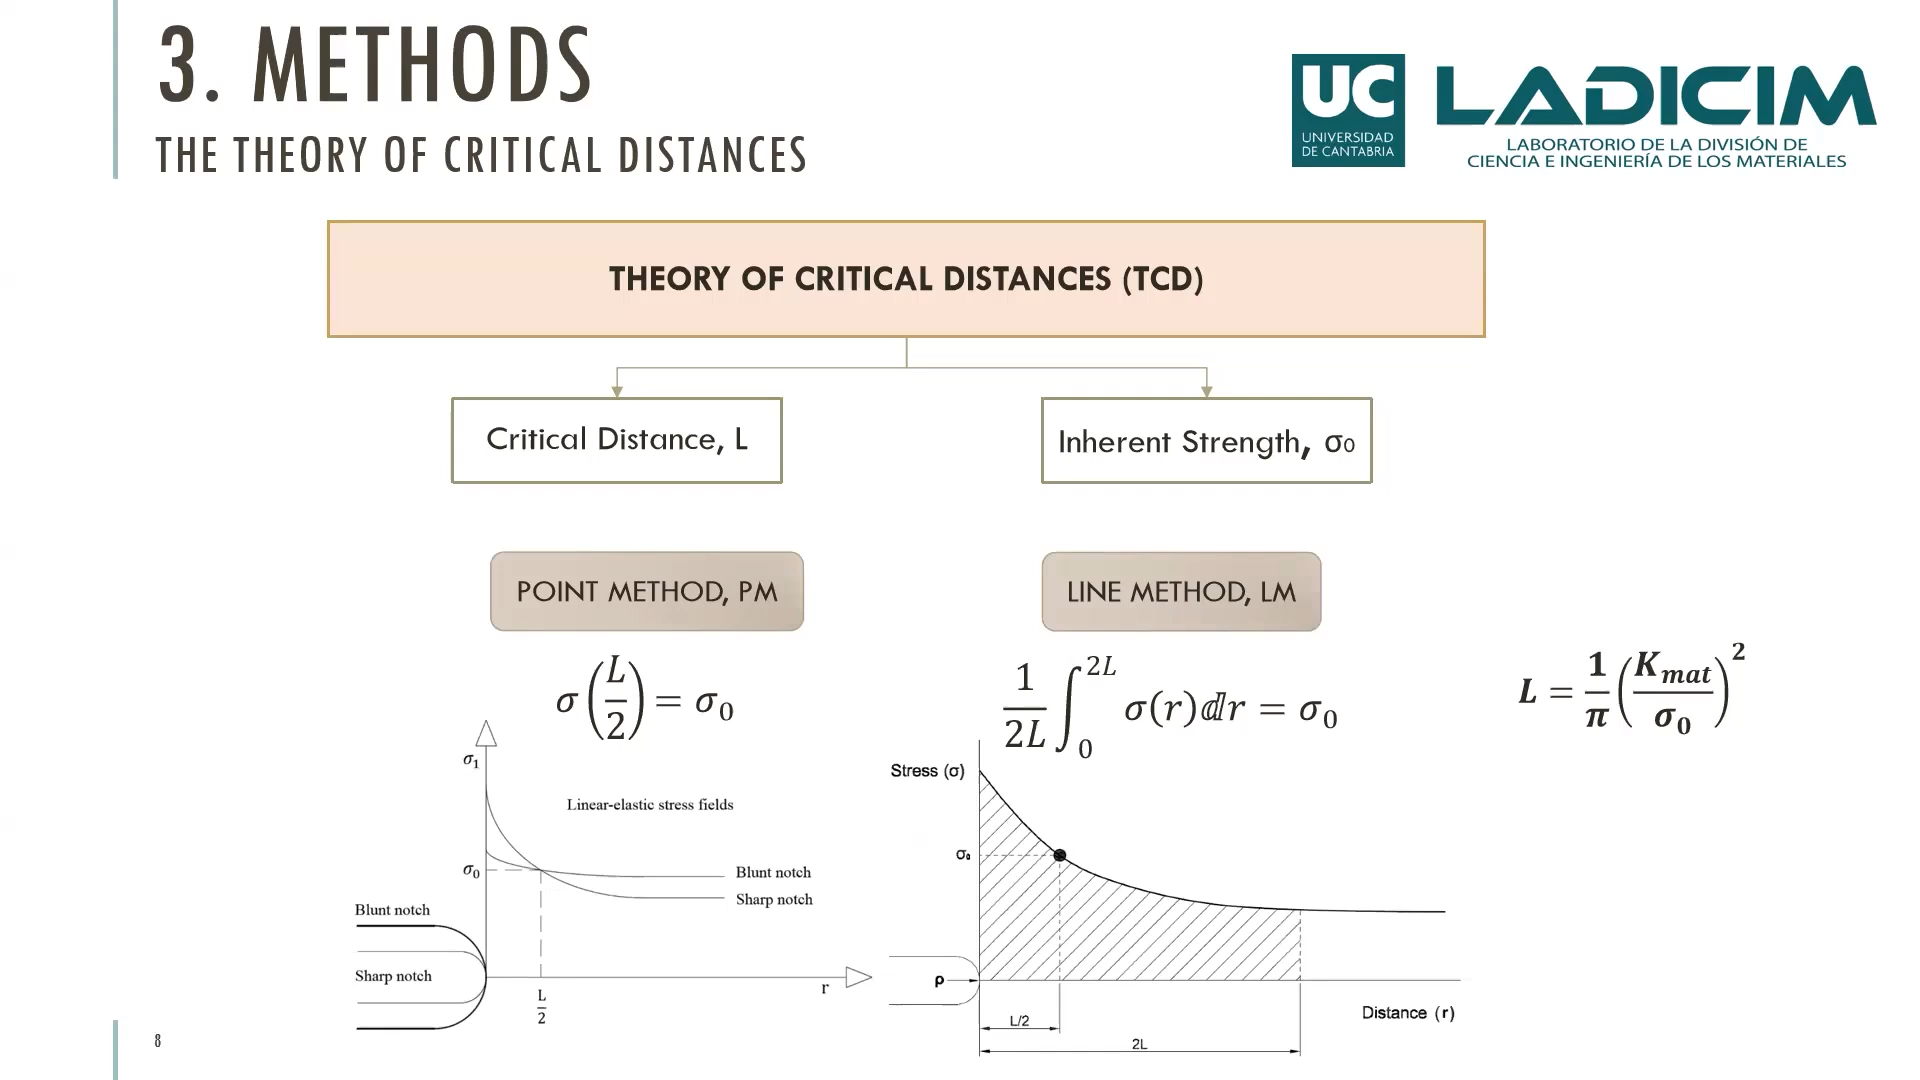 3. METHODS
THE THEORY OF CRITICAL DISTANCES
UC
UNIVERSIDAD
DE CANTABRIA
LADICIM
LABORATORIO DE LA DIVISIÓN DE
CIENCIA E INGENIERÍA DE LOS MATERIALES
THEORY OF CRITICAL DISTANCES (TCD)
Critical Distance, L
Inherent Strength, σ₀
POINT METHOD, PM
LINE METHOD, LM
σ(L/2) = σ₀
1/2L ∫₀²ᴸ σ(r)ⅆr = σ₀
L = 1/π (K_mat/σ₀)²
σ₁
Linear-elastic stress fields
σ₀
Blunt notch
Sharp notch
Blunt notch
Sharp notch
r
L/2
Stress (σ)
σ₀
ρ
L/2
2L
Distance (r)
8